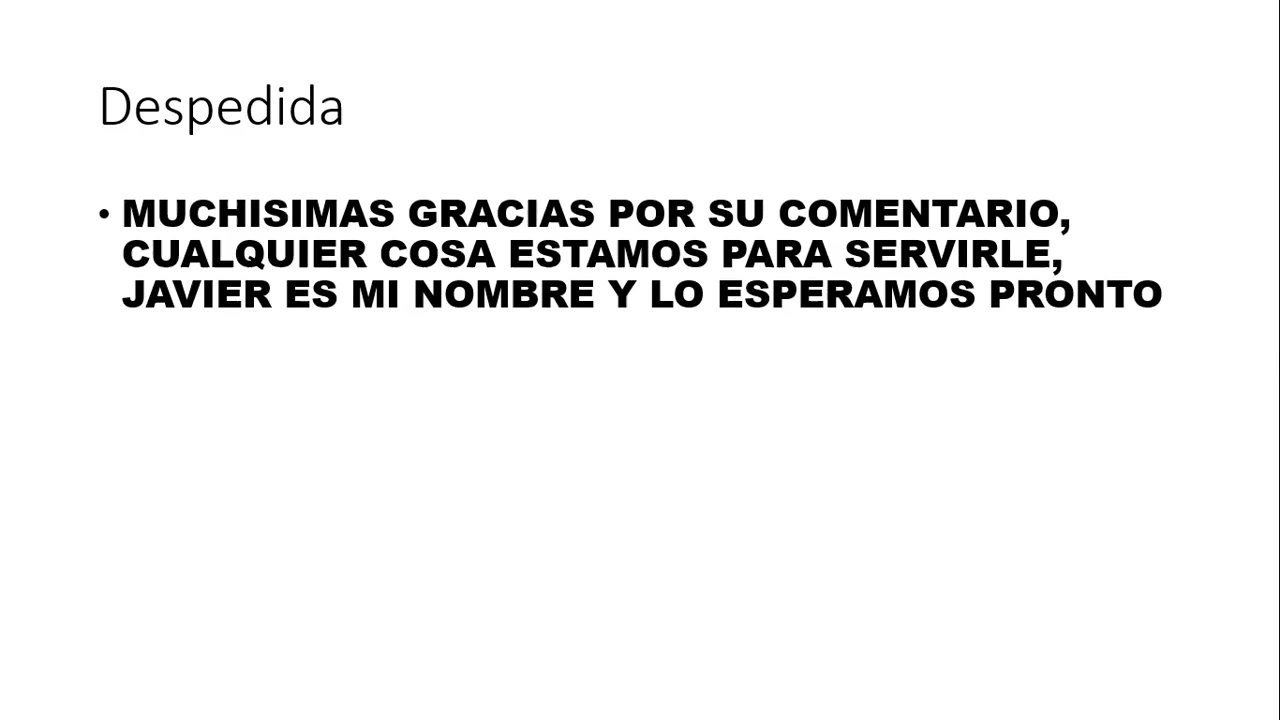 Despedida
• MUCHISIMAS GRACIAS POR SU COMENTARIO,
CUALQUIER COSA ESTAMOS PARA SERVIRLE,
JAVIER ES MI NOMBRE Y LO ESPERAMOS PRONTO